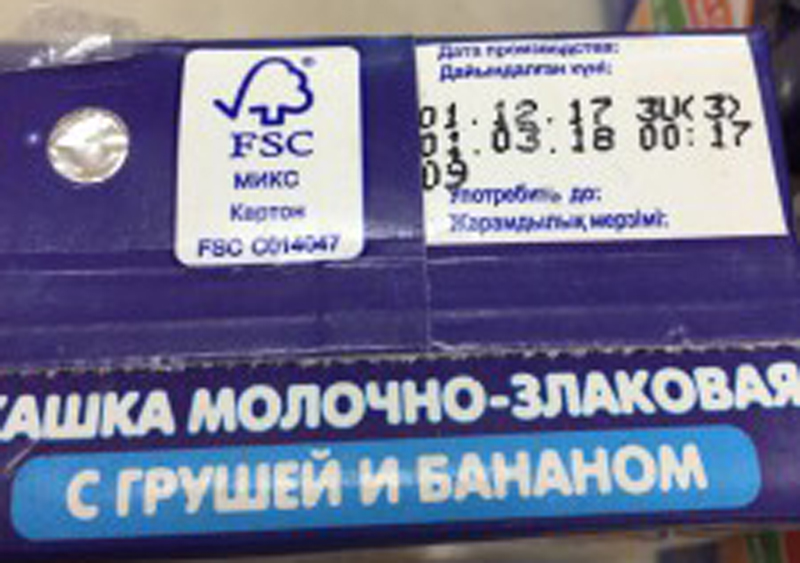 FSC
МИКС
Картон
FSC C014047
Дата производства:
Дайындалған күні:
01.12.17 3U(3)
01.03.18 00:17
09
Употребить до:
Жарамдылық мерзімі:
КАШКА МОЛОЧНО-ЗЛАКОВАЯ
С ГРУШЕЙ И БАНАНОМ